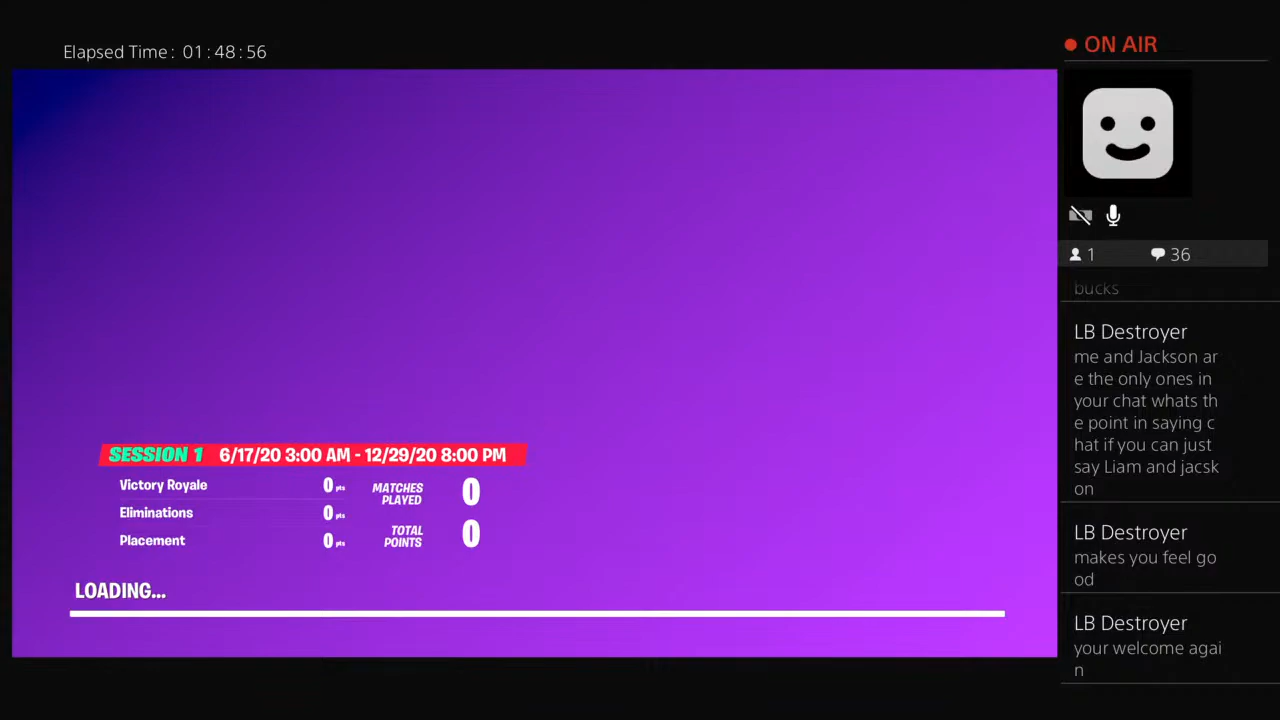 Elapsed Time: 01:48:56
ON AIR
1 36
bucks
LB Destroyer
me and Jackson ar
e the only ones in
your chat whats th
e point in saying c
hat if you can just
say Liam and jacsk
on
LB Destroyer
makes you feel go
od
LB Destroyer
your welcome agai
n
SESSION 1 6/17/20 3:00 AM - 12/29/20 8:00 PM
Victory Royale 0 pts
Eliminations 0 pts
Placement 0 pts
MATCHES
PLAYED 0
TOTAL
POINTS 0
LOADING...